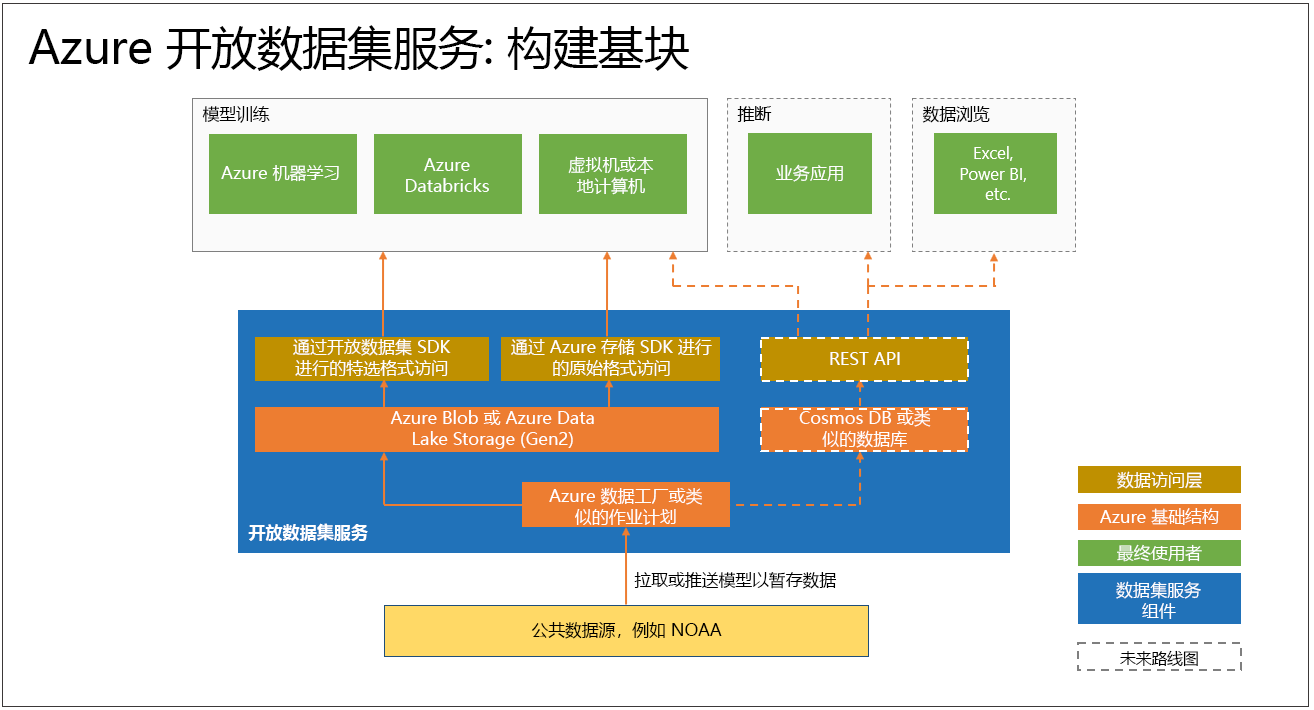 Azure 开放数据集服务: 构建基块
模型训练
Azure 机器学习
Azure
Databricks
虚拟机或本
地计算机
推断
业务应用
数据浏览
Excel,
Power BI,
etc.
通过开放数据集 SDK
进行的特选格式访问
通过 Azure 存储 SDK 进行
的原始格式访问
REST API
Azure Blob 或 Azure Data
Lake Storage (Gen2)
Cosmos DB 或类
似的数据库
Azure 数据工厂或类
似的作业计划
开放数据集服务
拉取或推送模型以暂存数据
公共数据源，例如 NOAA
数据访问层
Azure 基础结构
最终使用者
数据集服务
组件
未来路线图